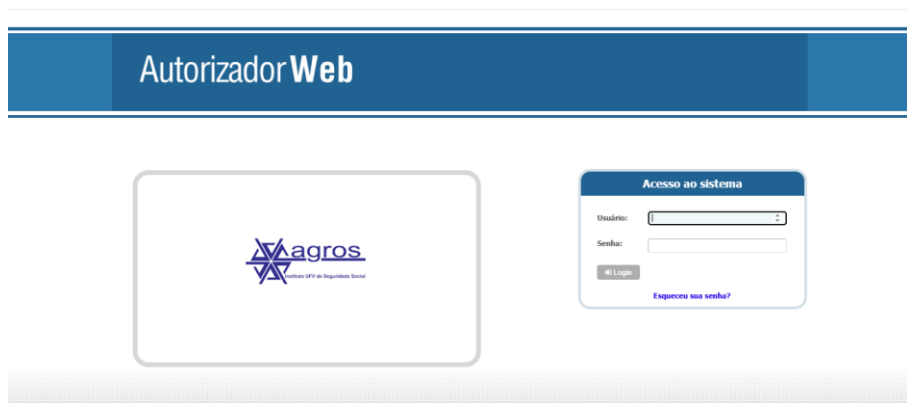 Autorizador Web
agros
Instituto UFV de Seguridade Social
Acesso ao sistema
Usuário:
Senha:
Login
Esqueceu sua senha?